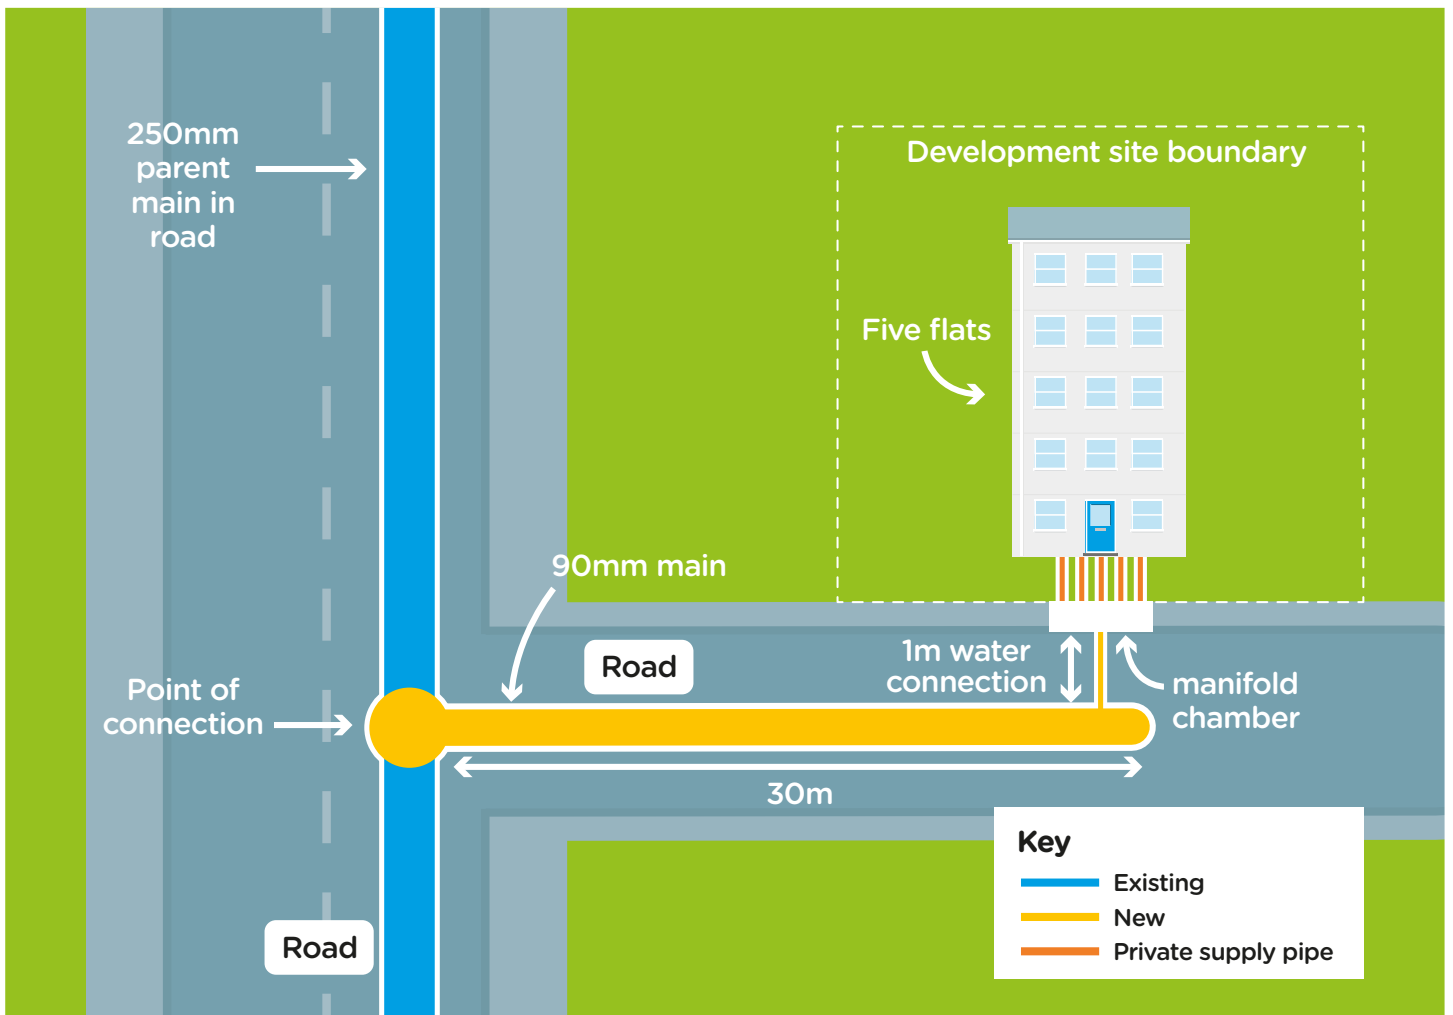 250mm
parent
main in
road
Development site boundary
Five flats
90mm main
Road
1m water
connection
manifold
chamber
Point of
connection
30m
Road
Key
Existing
New
Private supply pipe